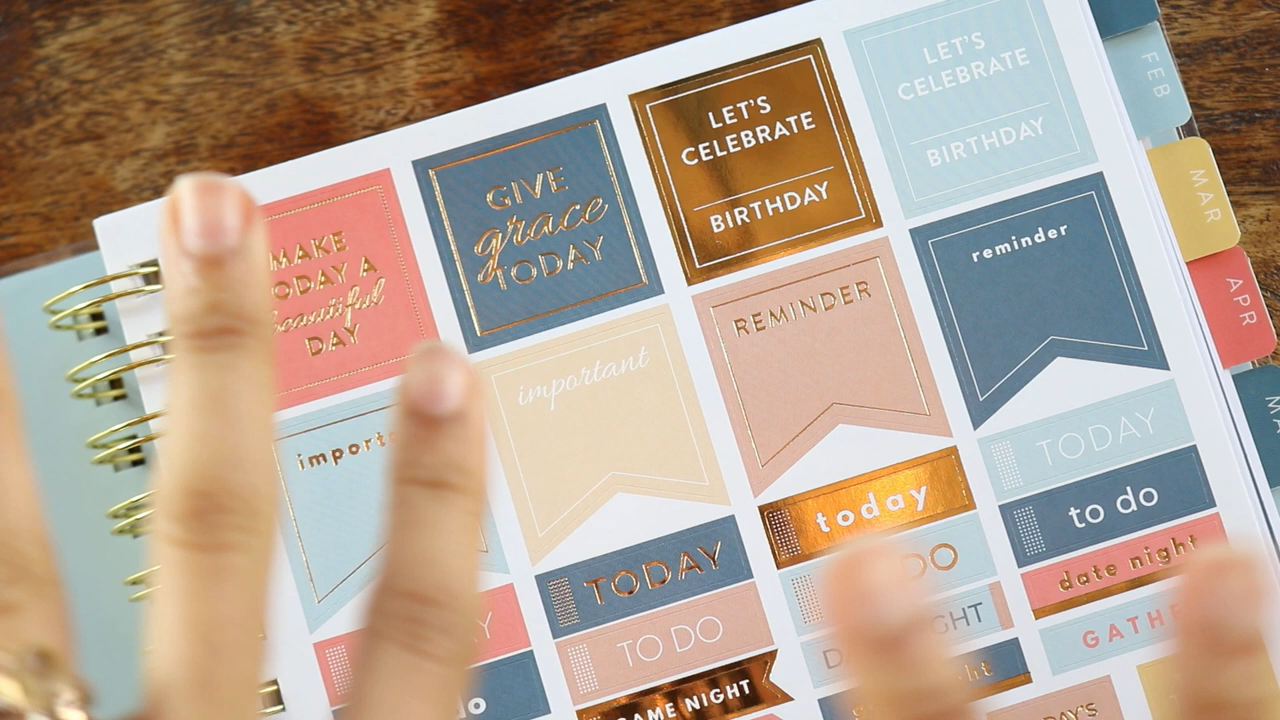 MAKE
TODAY A
beautiful
DAY
GIVE
grace
TODAY
LET'S
CELEBRATE
BIRTHDAY
LET'S
CELEBRATE
BIRTHDAY
important
REMINDER
reminder
TODAY
TO DO
GAME NIGHT
today
DO
TODAY
to do
date night
FEB
MAR
APR